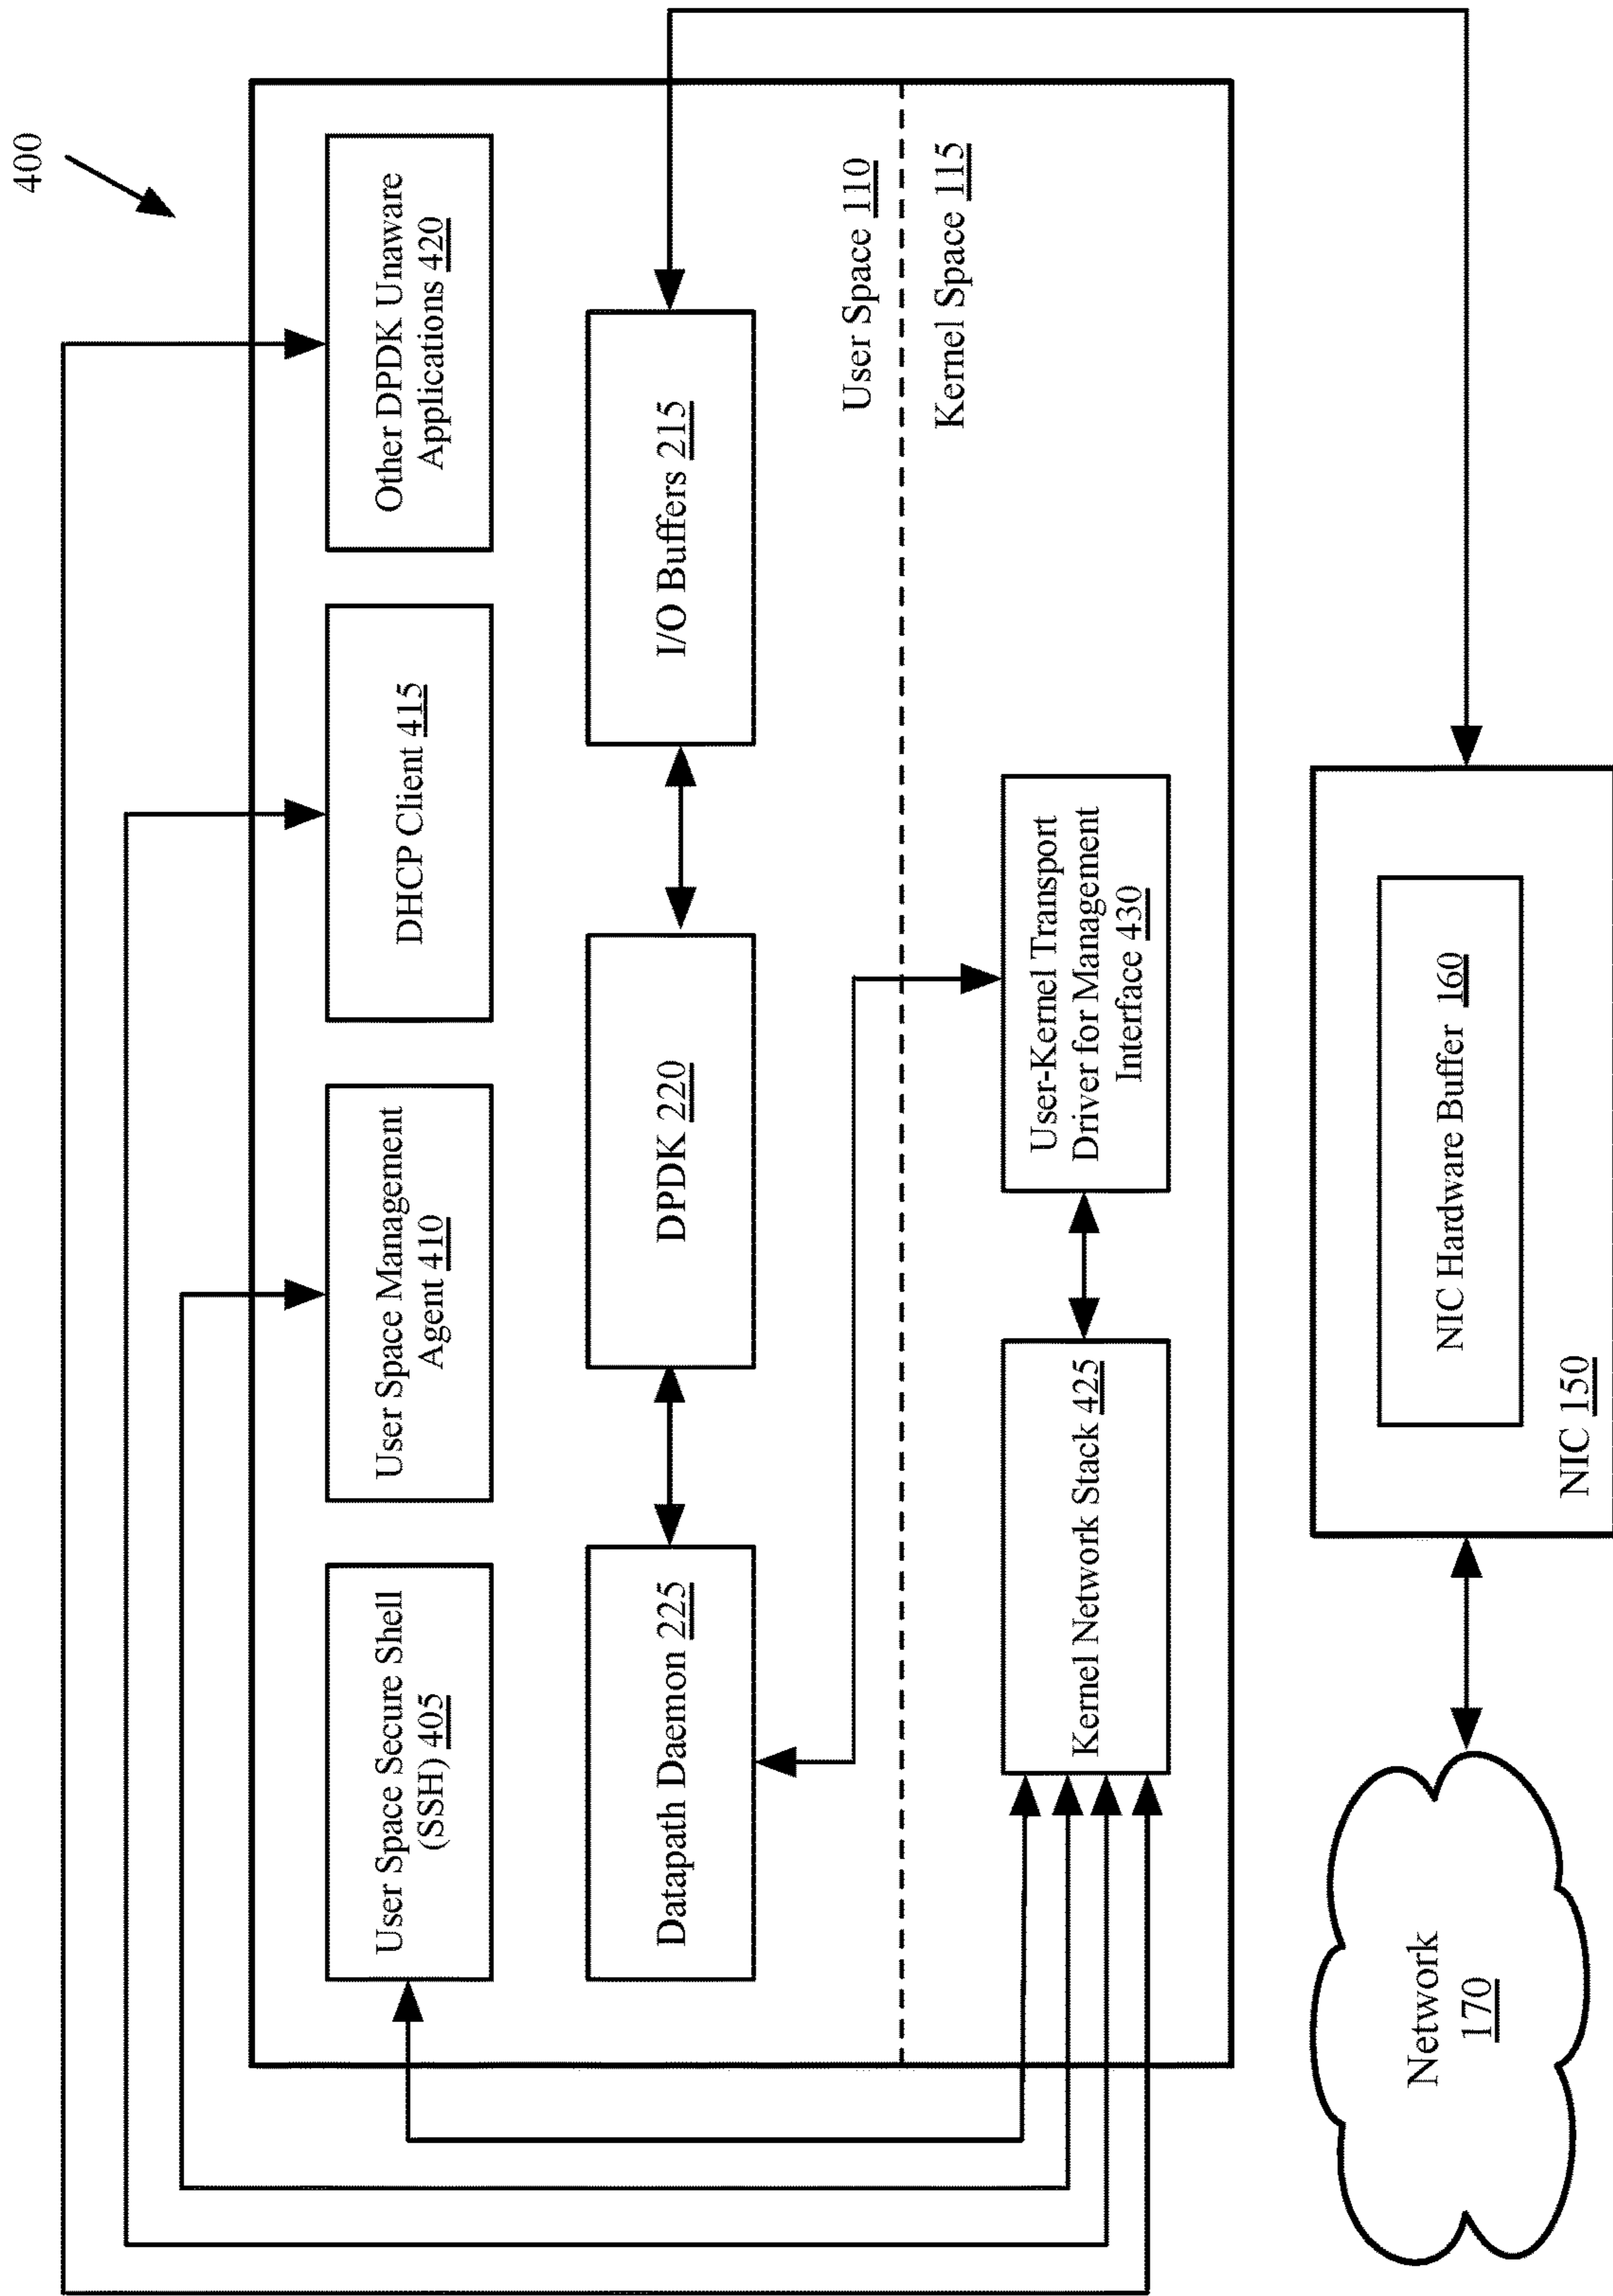 400
User Space Secure Shell
(SSH) 405
User Space Management
Agent 410
DHCP Client 415
Other DPDK Unaware
Applications 420
Datapath Daemon 225
DPDK 220
I/O Buffers 215
User Space 110
Kernel Space 115
Kernel Network Stack 425
User-Kernel Transport
Driver for Management
Interface 430
Network
170
NIC Hardware Buffer 160
NIC 150